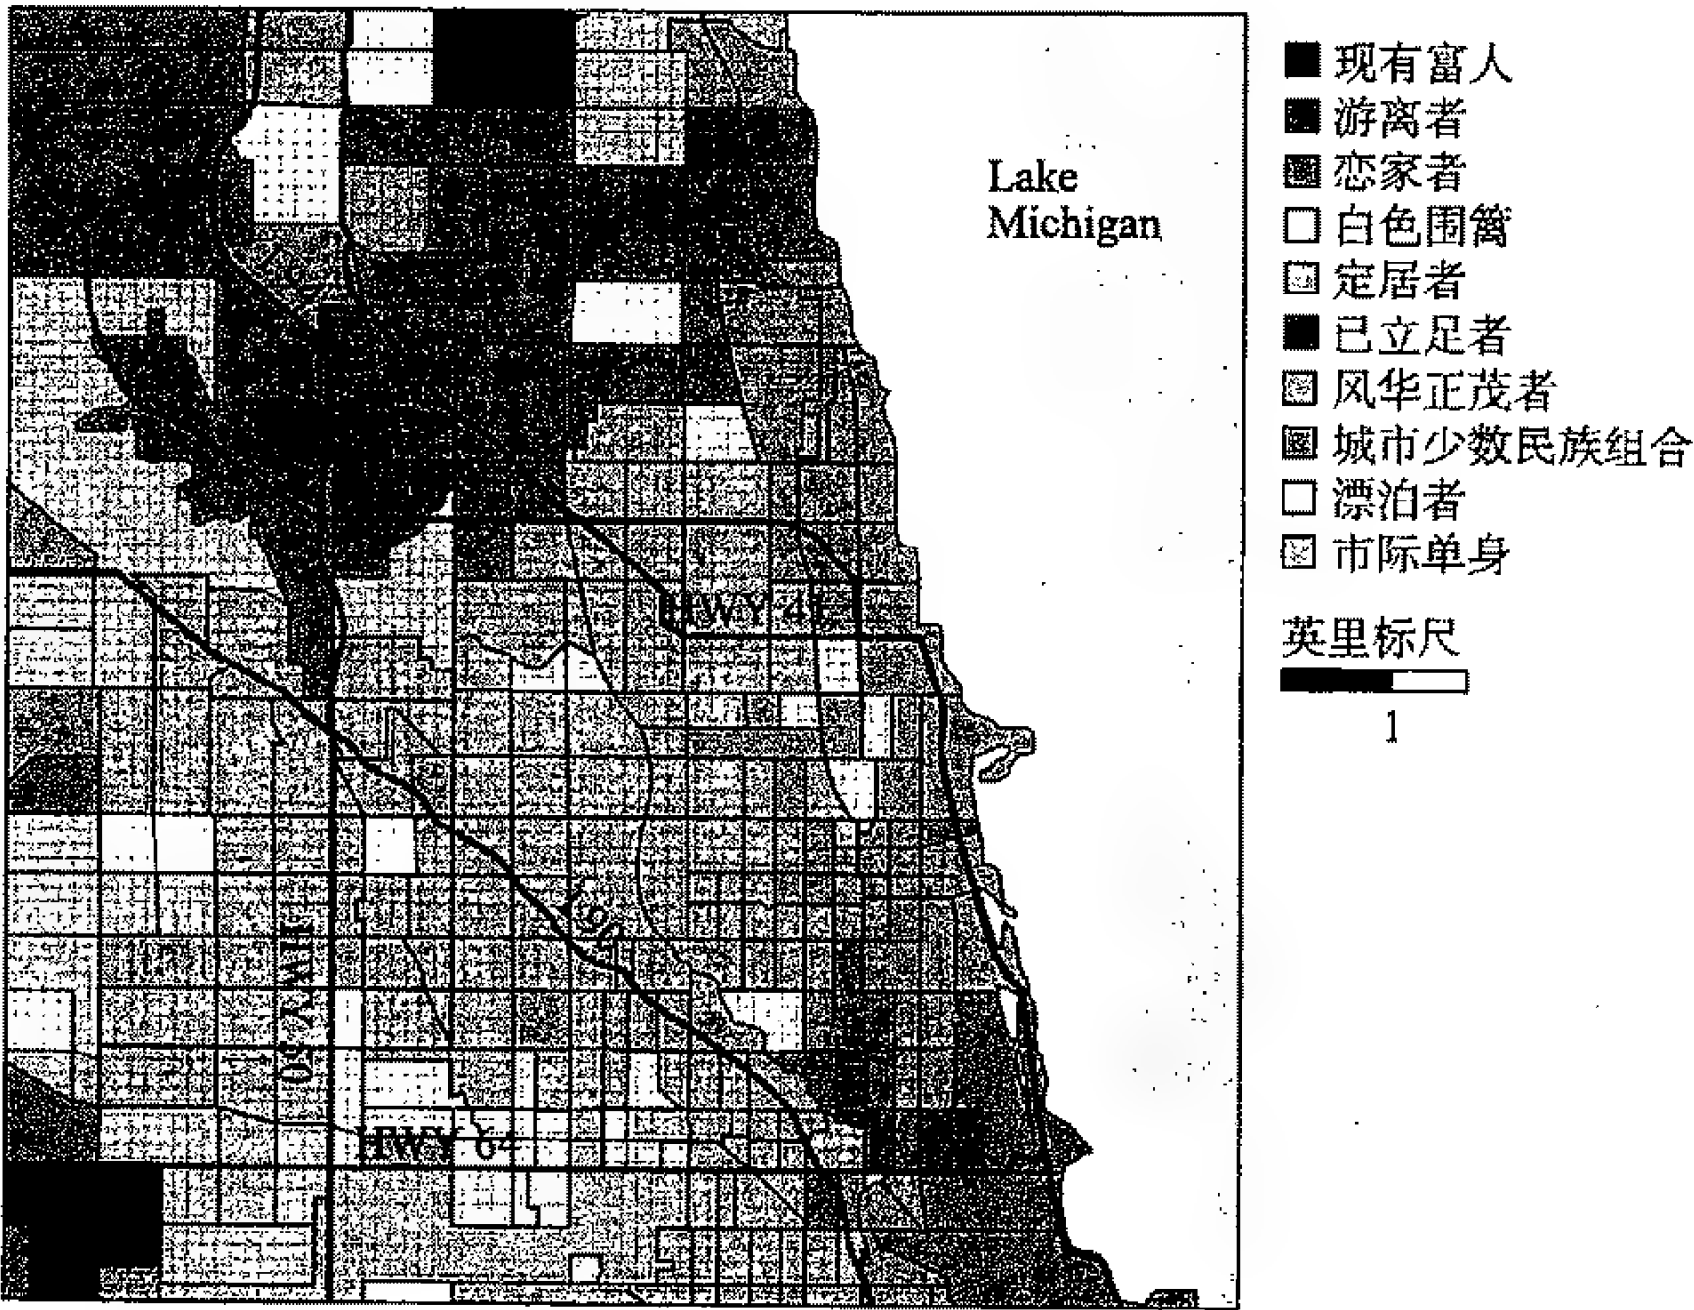 Lake
Michigan
现有富人
游离者
恋家者
白色围篱
定居者
已立足者
风华正茂者
城市少数民族组合
漂泊者
市际单身
英里标尺
1
HWY 41
HWY 50
HWY 64